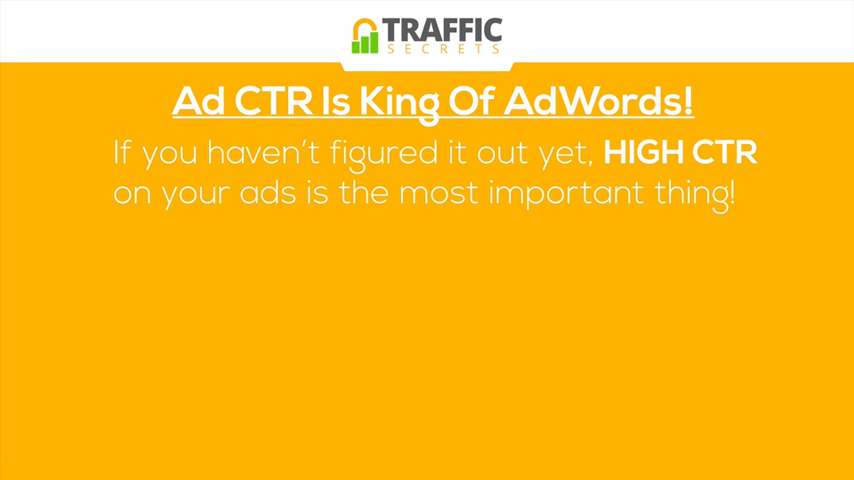 TRAFFIC
SECRETS
Ad CTR Is King Of AdWords!
If you haven't figured it out yet, HIGH CTR
on your ads is the most important thing!